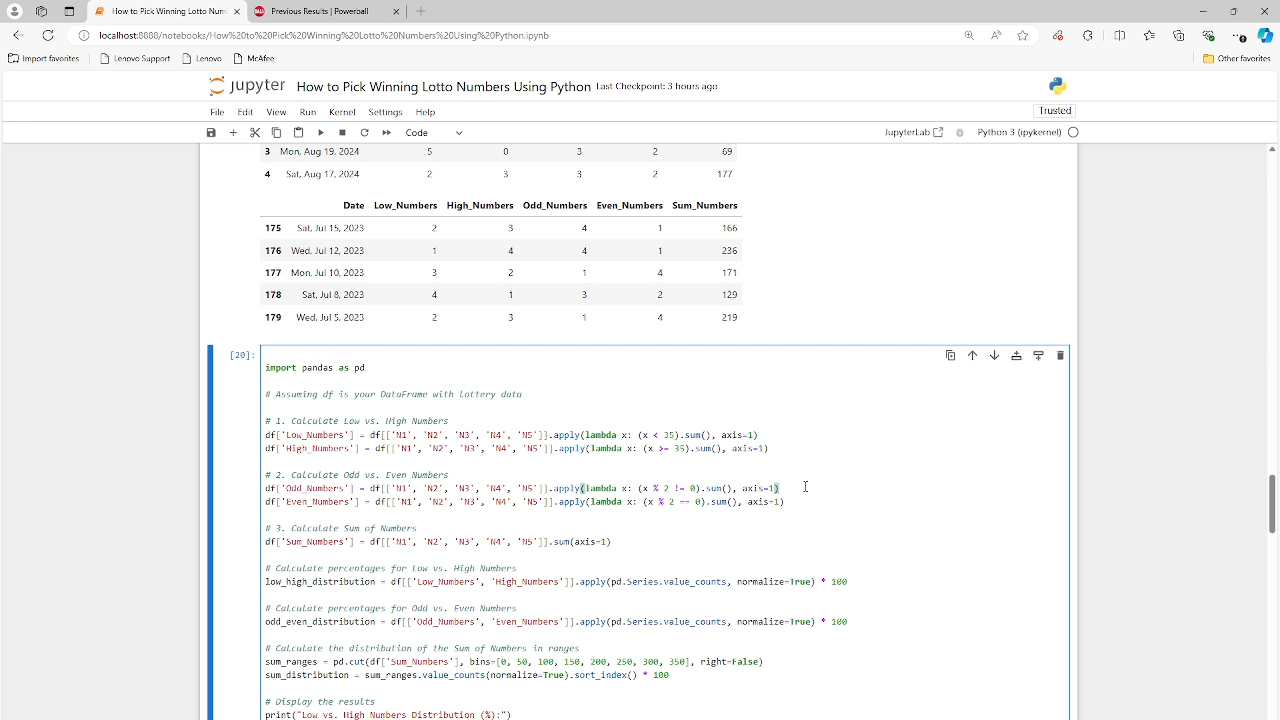 How to Pick Winning Lotto Num
Previous Results | Powerball
localhost:8888/notebooks/How%20to%20Pick%20Winning%20Lotto%20Numbers%20Using%20Python.ipynb
Import favorites Lenovo Support Lenovo McAfee Other favorites
jupyter How to Pick Winning Lotto Numbers Using Python Last Checkpoint: 3 hours ago
File Edit View Run Kernel Settings Help Trusted
Code JupyterLab Python 3 (ipykernel)
3 Mon, Aug 19, 2024 5 0 3 2 69
4 Sat, Aug 17, 2024 2 3 3 2 177
Date Low_Numbers High_Numbers Odd_Numbers Even_Numbers Sum_Numbers
175 Sat, Jul 15, 2023 2 3 4 1 166
176 Wed, Jul 12, 2023 1 4 4 1 236
177 Mon, Jul 10, 2023 3 2 1 4 171
178 Sat, Jul 8, 2023 4 1 3 2 129
179 Wed, Jul 5, 2023 2 3 1 4 219
[20]:
import pandas as pd
# Assuming df is your DataFrame with lottery data
# 1. Calculate Low vs. High Numbers
df['Low_Numbers'] = df[['N1', 'N2', 'N3', 'N4', 'N5']].apply(lambda x: (x < 35).sum(), axis=1)
df['High_Numbers'] = df[['N1', 'N2', 'N3', 'N4', 'N5']].apply(lambda x: (x >= 35).sum(), axis=1)
# 2. Calculate Odd vs. Even Numbers
df['Odd_Numbers'] = df[['N1', 'N2', 'N3', 'N4', 'N5']].apply(lambda x: (x % 2 != 0).sum(), axis=1)
df['Even_Numbers'] = df[['N1', 'N2', 'N3', 'N4', 'N5']].apply(lambda x: (x % 2 == 0).sum(), axis=1)
# 3. Calculate Sum of Numbers
df['Sum_Numbers'] = df[['N1', 'N2', 'N3', 'N4', 'N5']].sum(axis=1)
# Calculate percentages for Low vs. High Numbers
low_high_distribution = df[['Low_Numbers', 'High_Numbers']].apply(pd.Series.value_counts, normalize=True) * 100
# Calculate percentages for Odd vs. Even Numbers
odd_even_distribution = df[['Odd_Numbers', 'Even_Numbers']].apply(pd.Series.value_counts, normalize=True) * 100
# Calculate the distribution of the Sum of Numbers in ranges
sum_ranges = pd.cut(df['Sum_Numbers'], bins=[0, 50, 100, 150, 200, 250, 300, 350], right=False)
sum_distribution = sum_ranges.value_counts(normalize=True).sort_index() * 100
# Display the results
print("Low vs. High Numbers Distribution (%):")